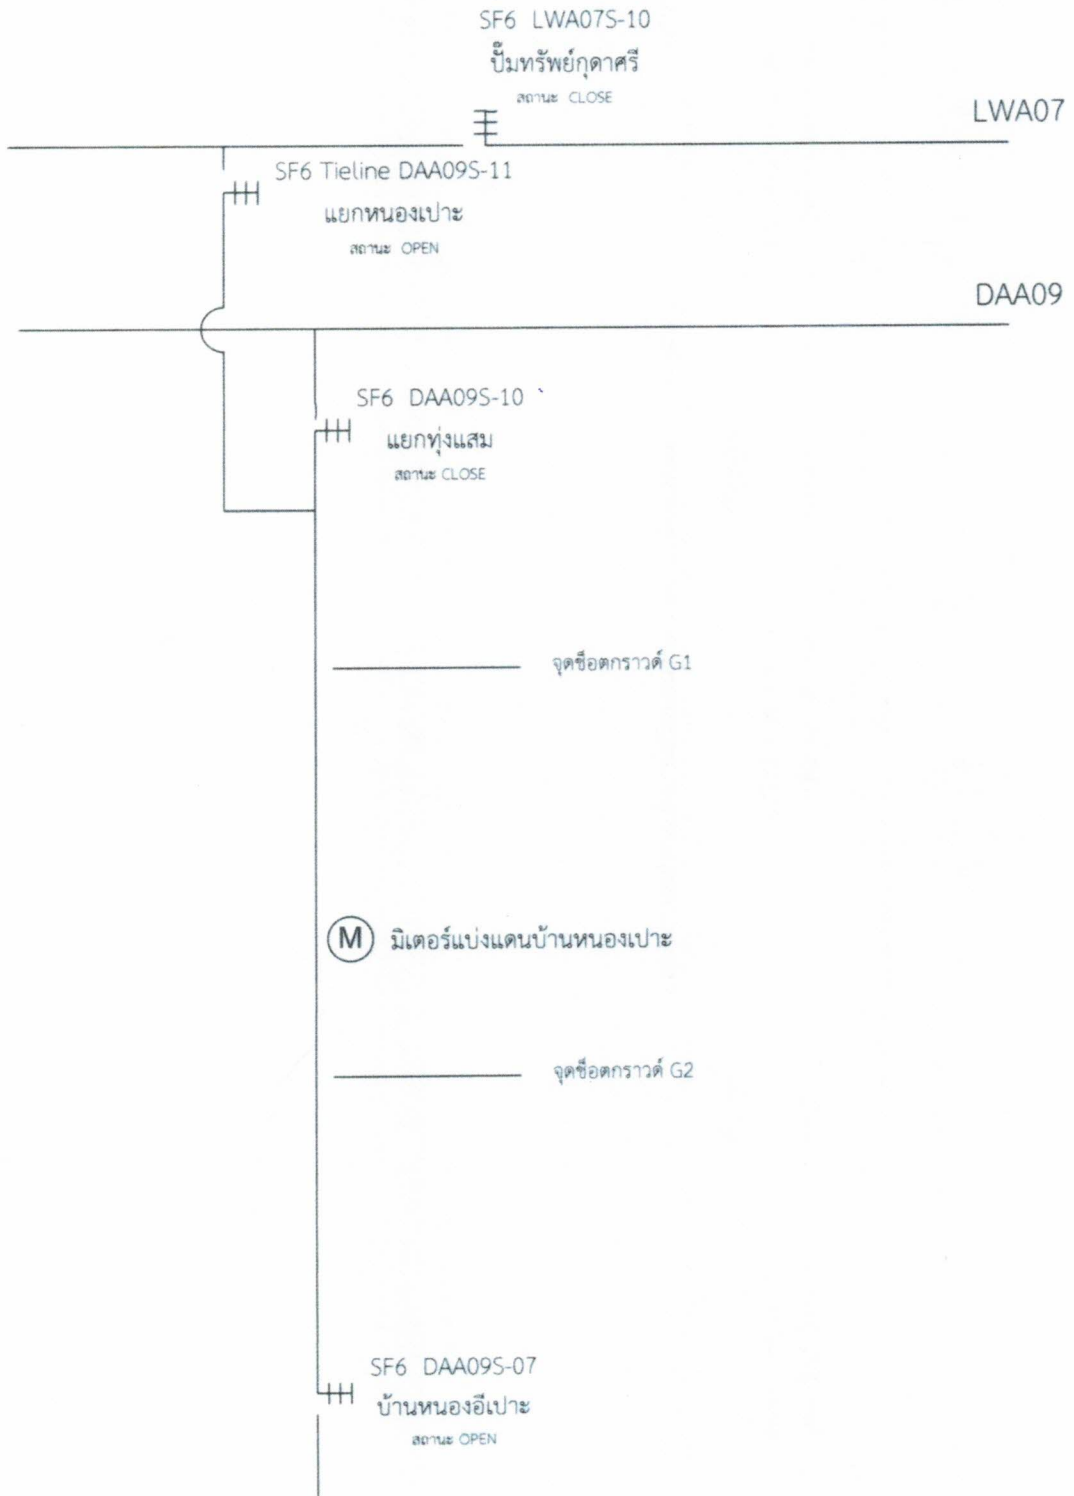 SF6 LWA07S-10
ปั๊มทรัพย์กุดาศรี
สถานะ CLOSE
LWA07
SF6 Tieline DAA09S-11
แยกหนองเปาะ
สถานะ OPEN
DAA09
SF6 DAA09S-10
แยกทุ่งแสม
สถานะ CLOSE
จุดช็อตกราวด์ G1
M มิเตอร์แบ่งแดนบ้านหนองเปาะ
จุดช็อตกราวด์ G2
SF6 DAA09S-07
บ้านหนองอีเปาะ
สถานะ OPEN